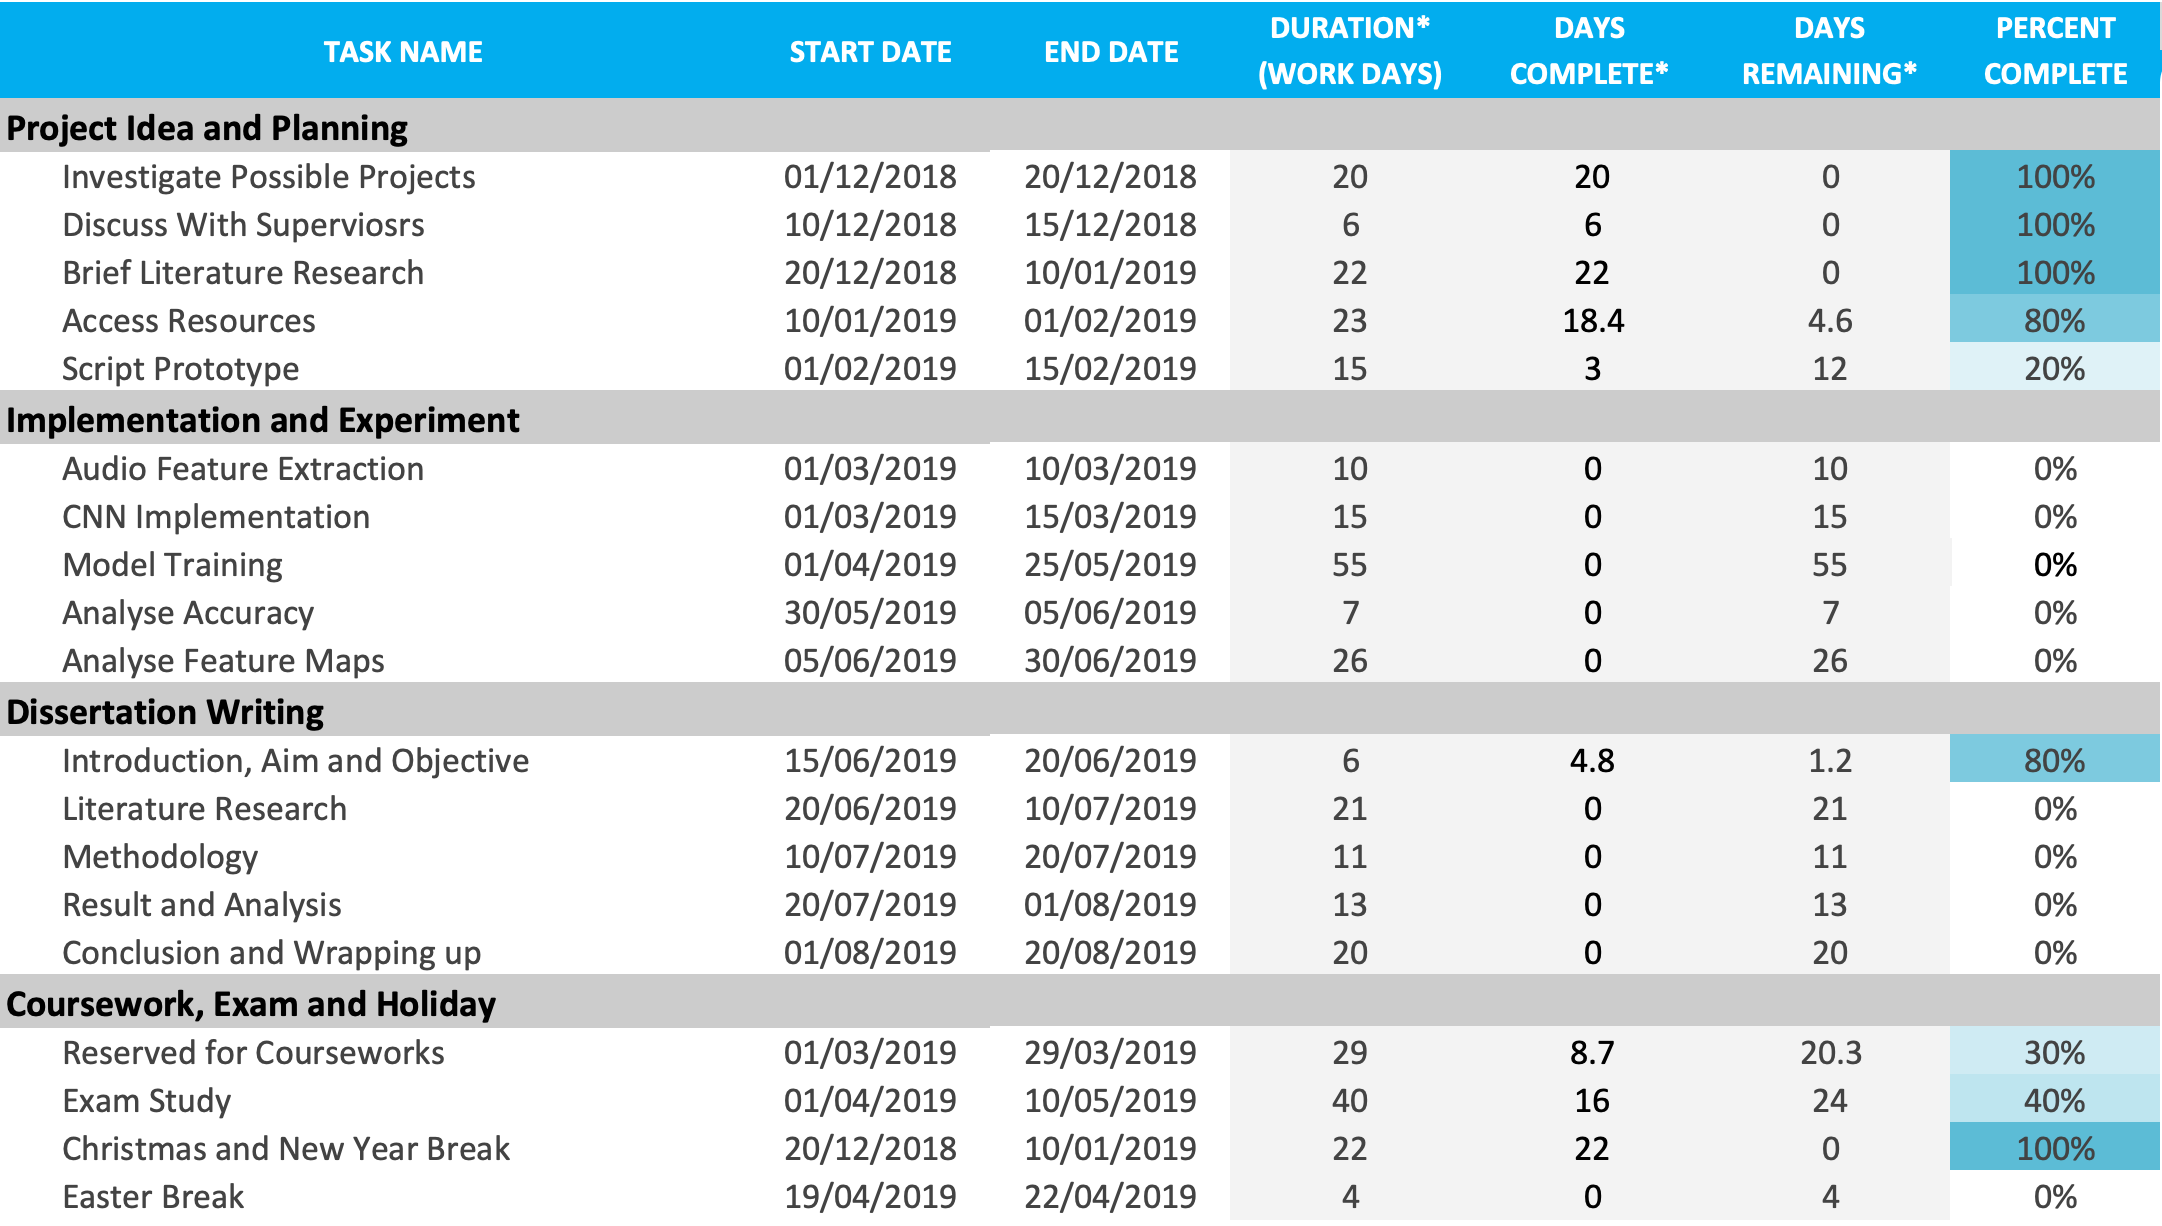 TASK NAME START DATE END DATE DURATION* (WORK DAYS) DAYS COMPLETE* DAYS REMAINING* PERCENT COMPLETE
Project Idea and Planning
Investigate Possible Projects 01/12/2018 20/12/2018 20 20 0 100%
Discuss With Superviosrs 10/12/2018 15/12/2018 6 6 0 100%
Brief Literature Research 20/12/2018 10/01/2019 22 22 0 100%
Access Resources 10/01/2019 01/02/2019 23 18.4 4.6 80%
Script Prototype 01/02/2019 15/02/2019 15 3 12 20%
Implementation and Experiment
Audio Feature Extraction 01/03/2019 10/03/2019 10 0 10 0%
CNN Implementation 01/03/2019 15/03/2019 15 0 15 0%
Model Training 01/04/2019 25/05/2019 55 0 55 0%
Analyse Accuracy 30/05/2019 05/06/2019 7 0 7 0%
Analyse Feature Maps 05/06/2019 30/06/2019 26 0 26 0%
Dissertation Writing
Introduction, Aim and Objective 15/06/2019 20/06/2019 6 4.8 1.2 80%
Literature Research 20/06/2019 10/07/2019 21 0 21 0%
Methodology 10/07/2019 20/07/2019 11 0 11 0%
Result and Analysis 20/07/2019 01/08/2019 13 0 13 0%
Conclusion and Wrapping up 01/08/2019 20/08/2019 20 0 20 0%
Coursework, Exam and Holiday
Reserved for Courseworks 01/03/2019 29/03/2019 29 8.7 20.3 30%
Exam Study 01/04/2019 10/05/2019 40 16 24 40%
Christmas and New Year Break 20/12/2018 10/01/2019 22 22 0 100%
Easter Break 19/04/2019 22/04/2019 4 0 4 0%